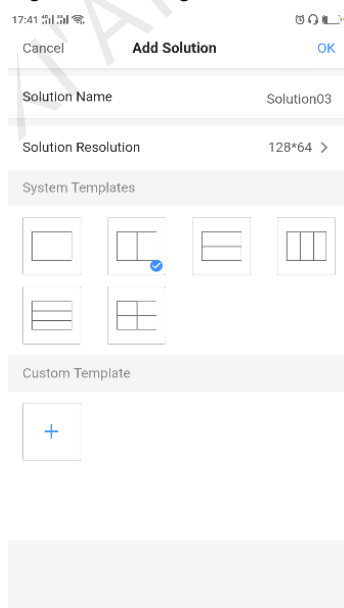 17:41
Cancel Add Solution OK
Solution Name Solution03
Solution Resolution 128*64 >
System Templates
Custom Template
+